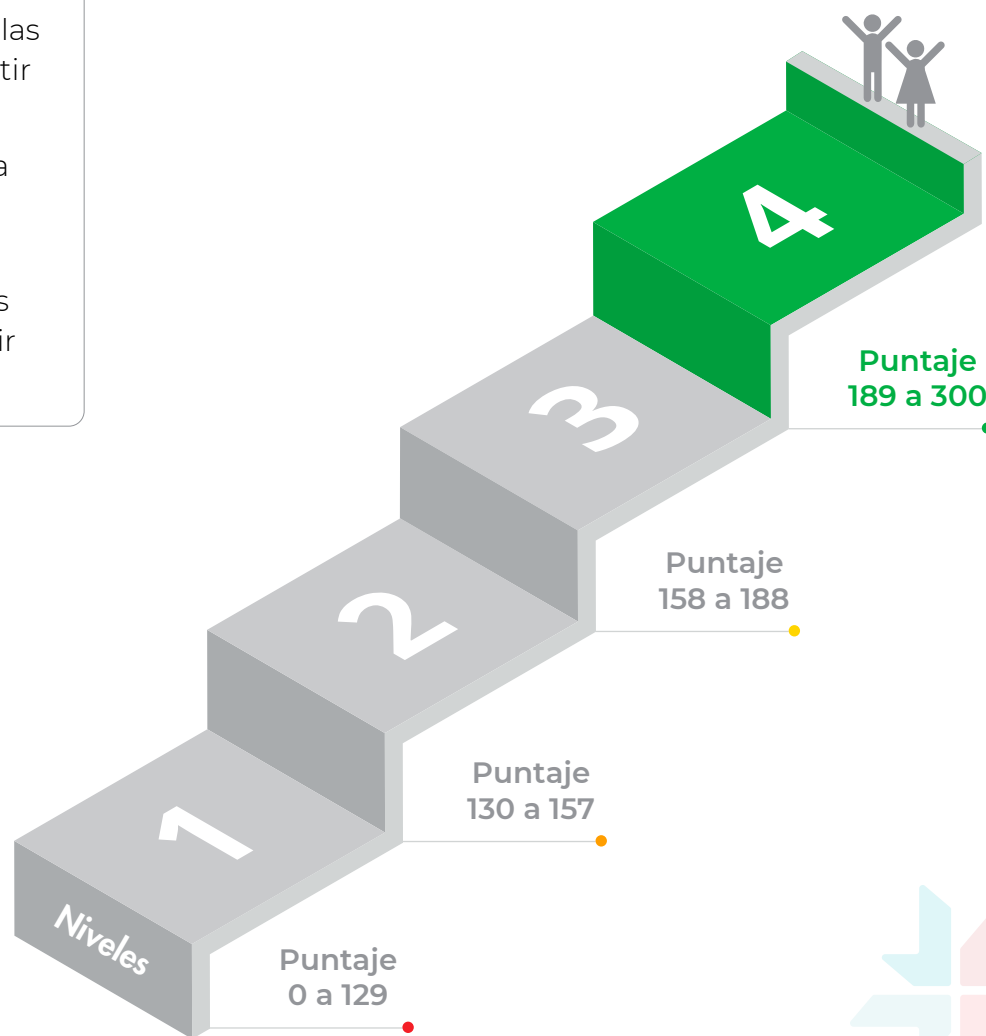 las
tir
a
s
ir
4
Puntaje
189 a 300
3
Puntaje
158 a 188
2
Puntaje
130 a 157
1
Niveles
Puntaje
0 a 129